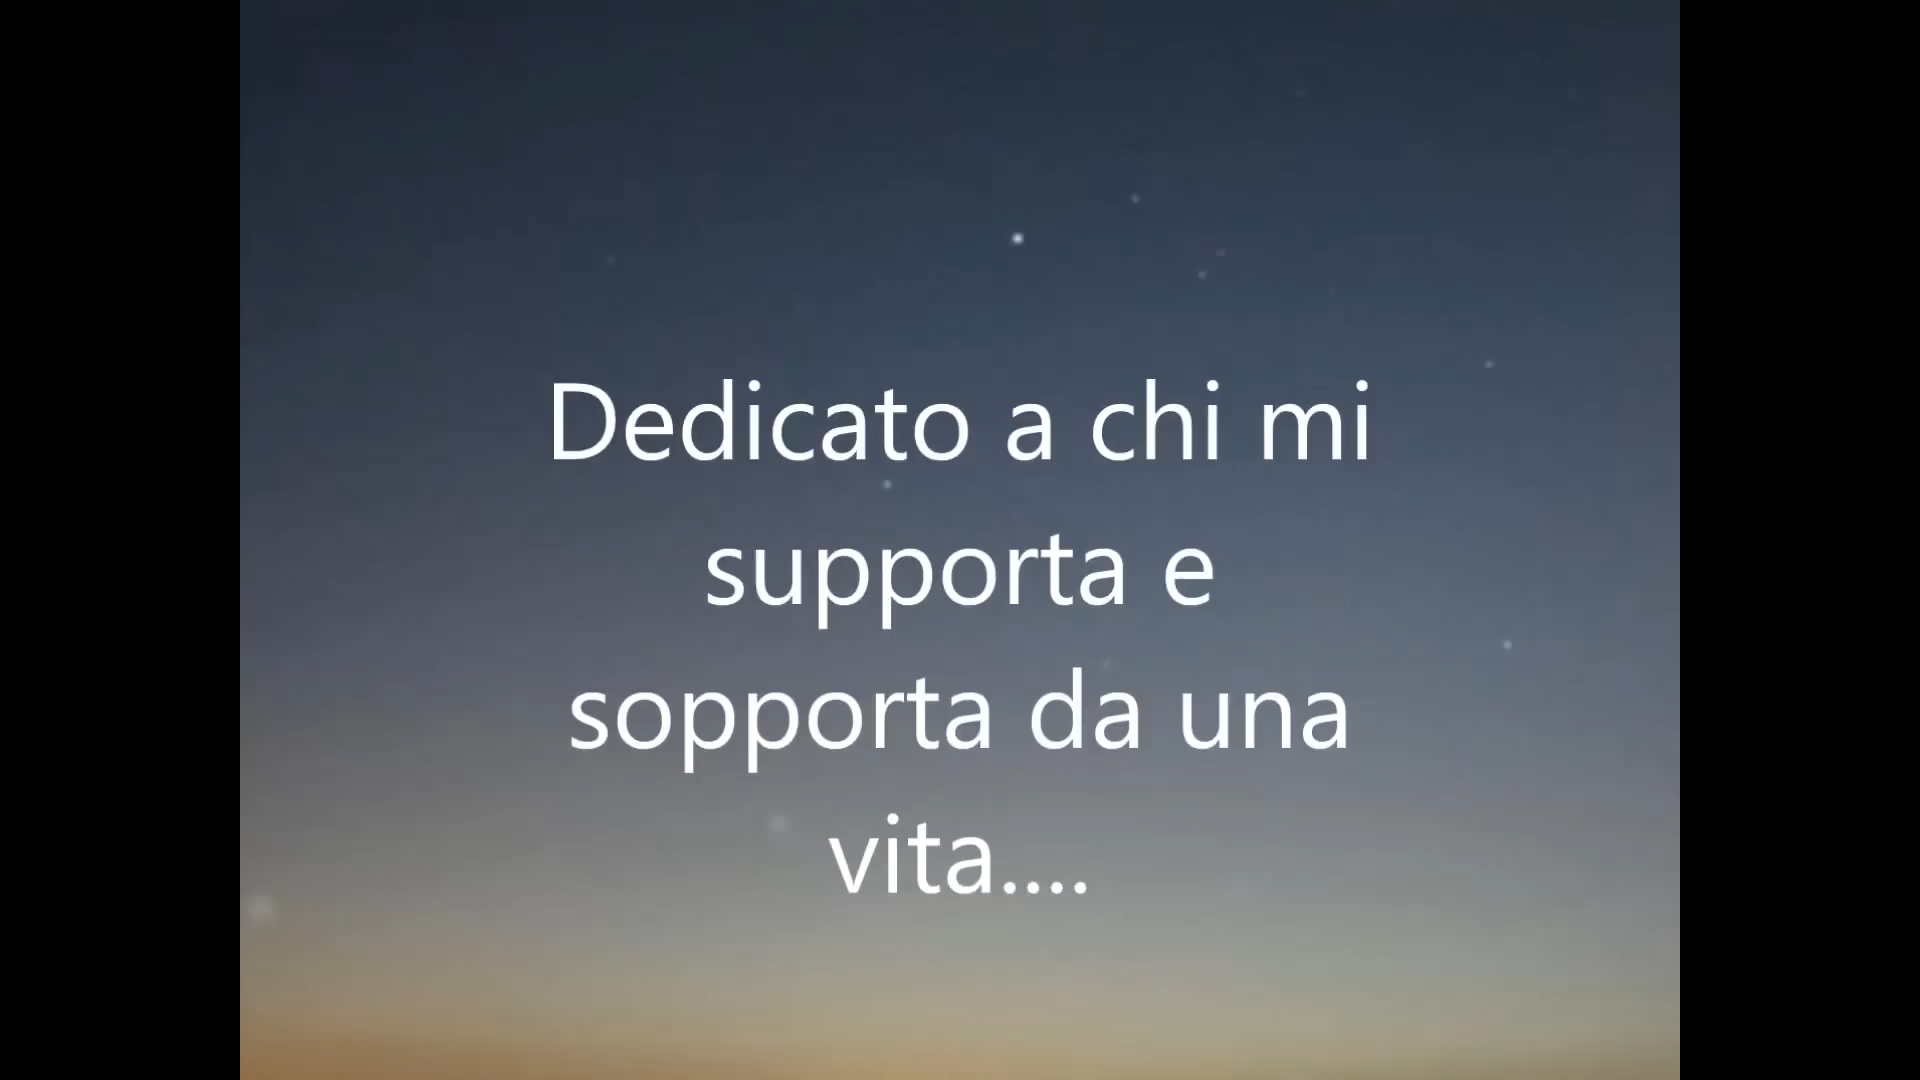 Dedicato a chi mi
supporta e
sopporta da una
vita....